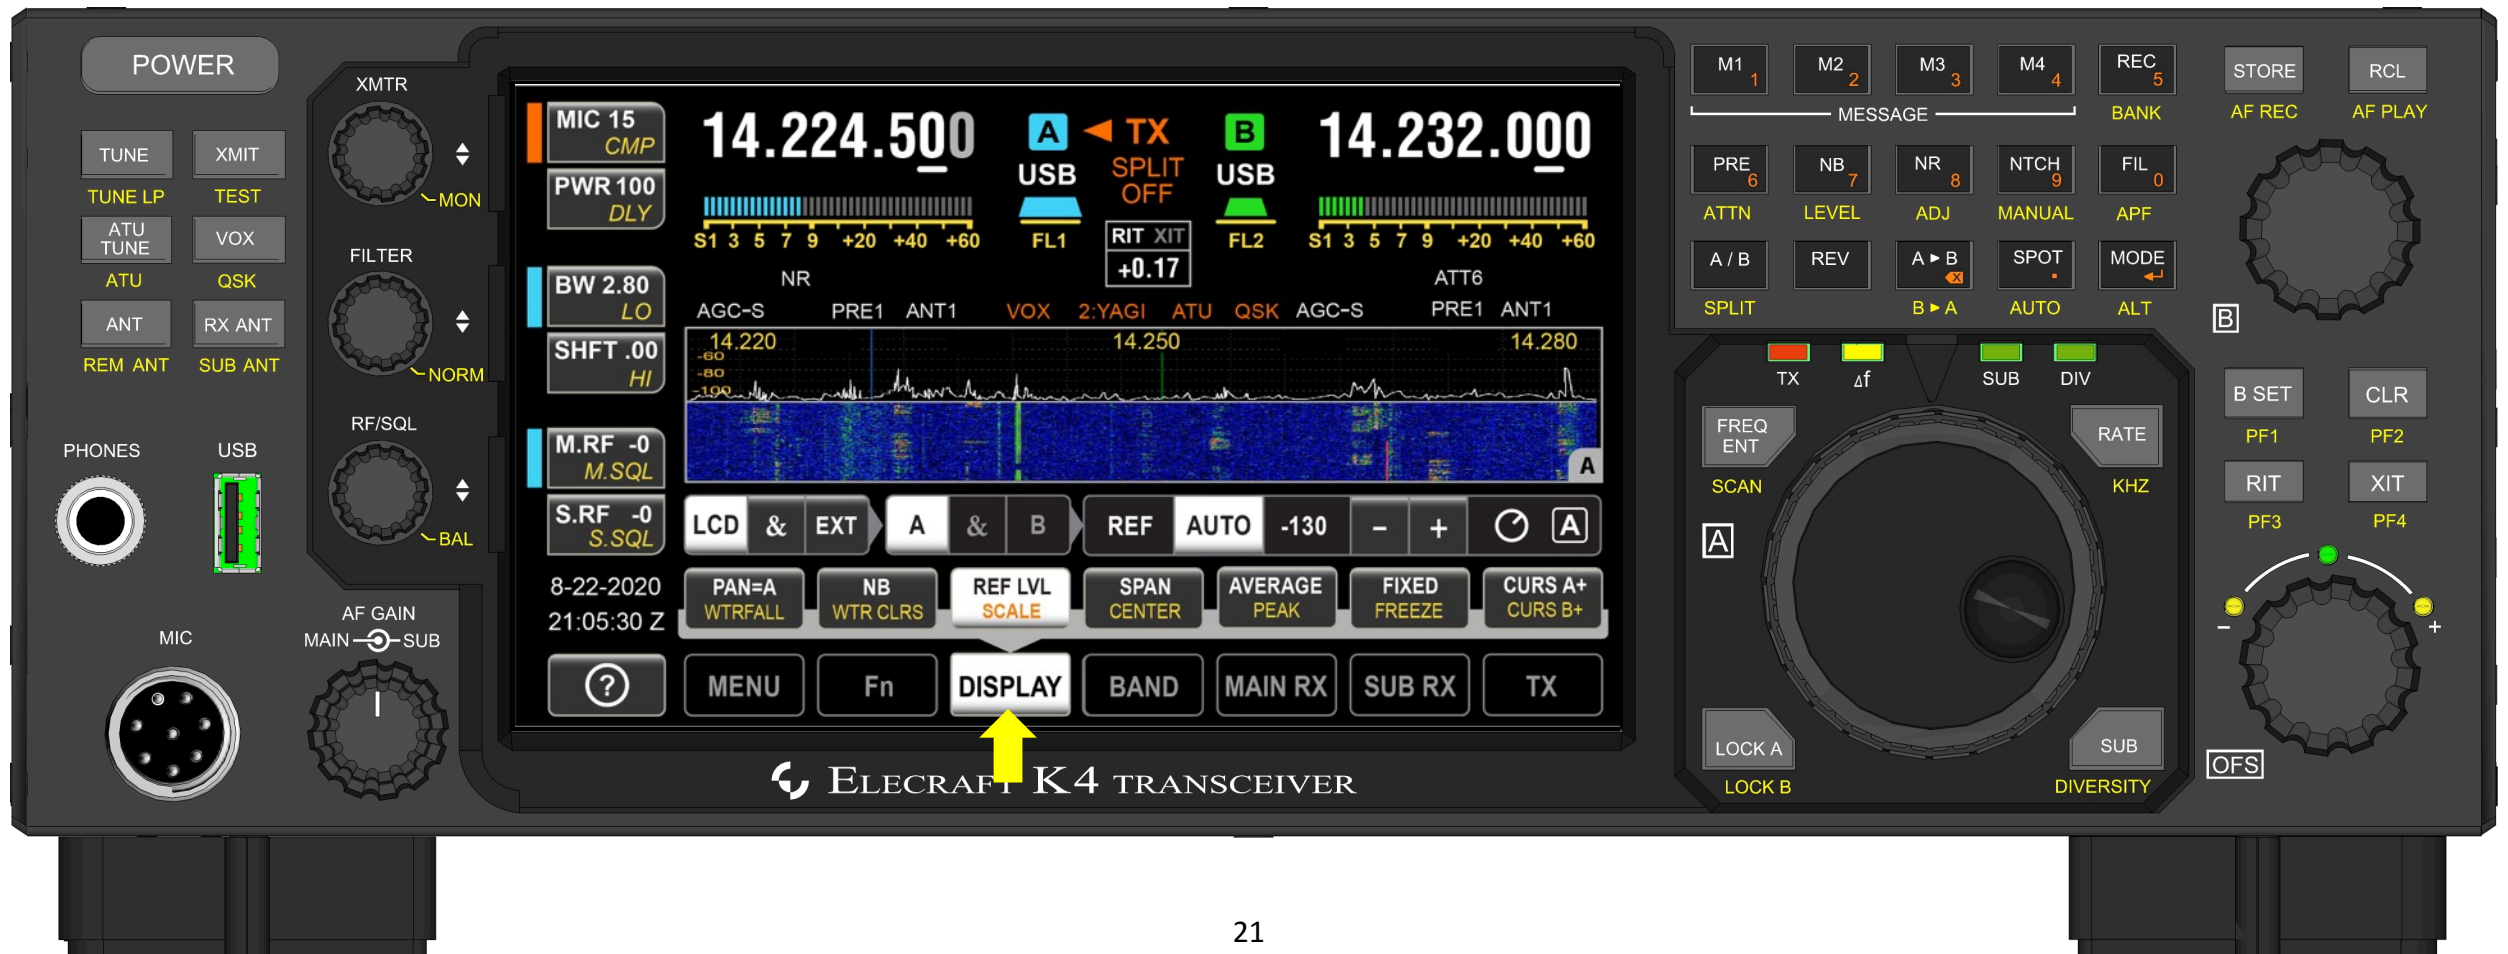 POWER
TUNE XMIT
TUNE LP TEST
ATU TUNE VOX
ATU QSK
ANT RX ANT
REM ANT SUB ANT
PHONES USB
MIC
XMTR
MON
FILTER
NORM
RF/SQL
BAL
AF GAIN
MAIN SUB
MIC 15
CMP
PWR 100
DLY
BW 2.80
LO
SHFT .00
HI
M.RF -0
M.SQL
S.RF -0
S.SQL
8-22-2020
21:05:30 Z
?
14.224.500 A TX B 14.232.000
USB SPLIT OFF USB
S1 3 5 7 9 +20 +40 +60 FL1 RIT XIT FL2 S1 3 5 7 9 +20 +40 +60
+0.17
NR ATT6
AGC-S PRE1 ANT1 VOX 2:YAGI ATU QSK AGC-S PRE1 ANT1
14.220 14.250 14.280
-60
-80
-100
A
LCD & EXT A & B REF AUTO -130 - + A
PAN=A NB REF LVL SPAN AVERAGE FIXED CURS A+
WTRFALL WTR CLRS SCALE CENTER PEAK FREEZE CURS B+
MENU Fn DISPLAY BAND MAIN RX SUB RX TX
ELECRAFT K4 TRANSCEIVER
M1 1 M2 2 M3 3 M4 4 REC 5
MESSAGE BANK
PRE 6 NB 7 NR 8 NTCH 9 FIL 0
ATTN LEVEL ADJ MANUAL APF
A / B REV A ▸ B SPOT . MODE
SPLIT B ▸ A AUTO ALT
TX Δf SUB DIV
FREQ ENT RATE
SCAN KHZ
A
LOCK A SUB
LOCK B DIVERSITY
STORE RCL
AF REC AF PLAY
B
B SET CLR
PF1 PF2
RIT XIT
PF3 PF4
- +
OFS
21